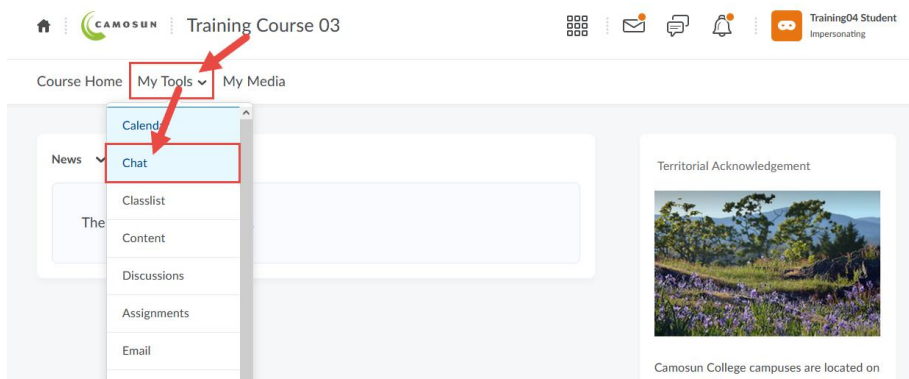 CAMOSUN
Training Course 03
Training04 Student
Impersonating
Course Home
My Tools
My Media
News
The
Chat
Classlist
Content
Discussions
Assignments
Email
Territorial Acknowledgement
Camosun College campuses are located on